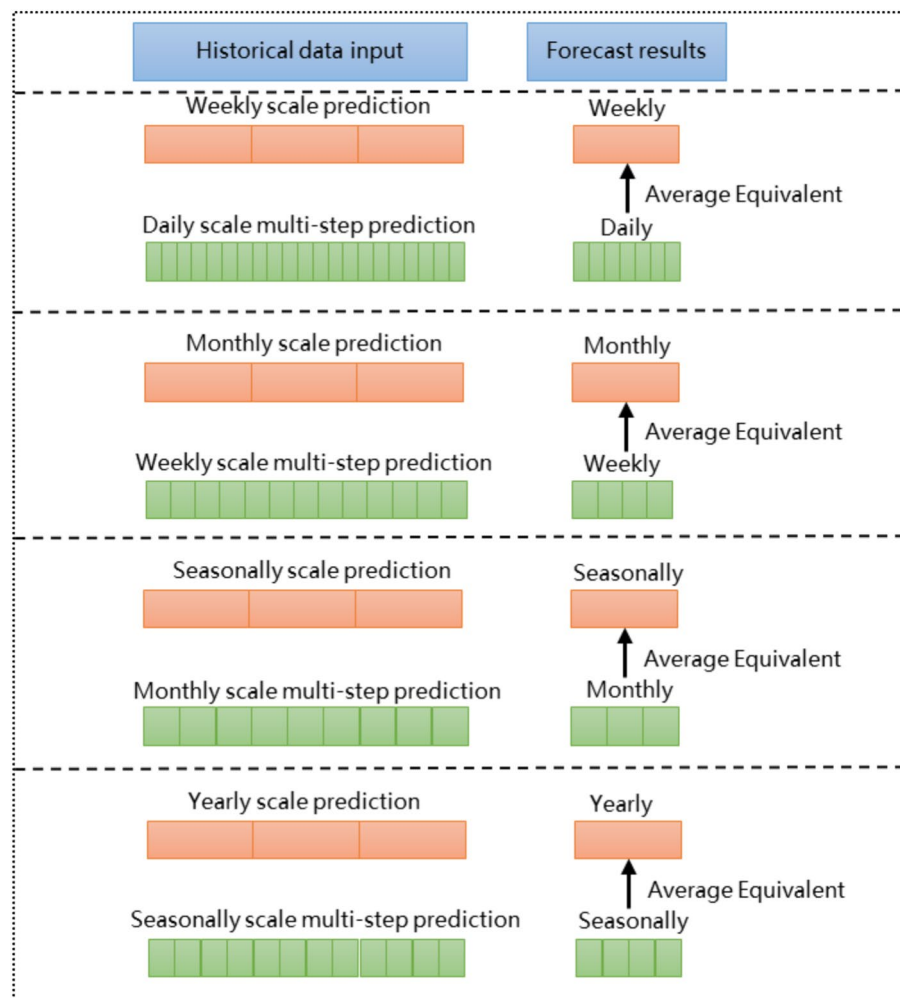 Historical data input
Forecast results
Weekly scale prediction
Weekly
Average Equivalent
Daily scale multi-step prediction
Daily
Monthly scale prediction
Monthly
Average Equivalent
Weekly scale multi-step prediction
Weekly
Seasonally scale prediction
Seasonally
Average Equivalent
Monthly scale multi-step prediction
Monthly
Yearly scale prediction
Yearly
Average Equivalent
Seasonally scale multi-step prediction
Seasonally